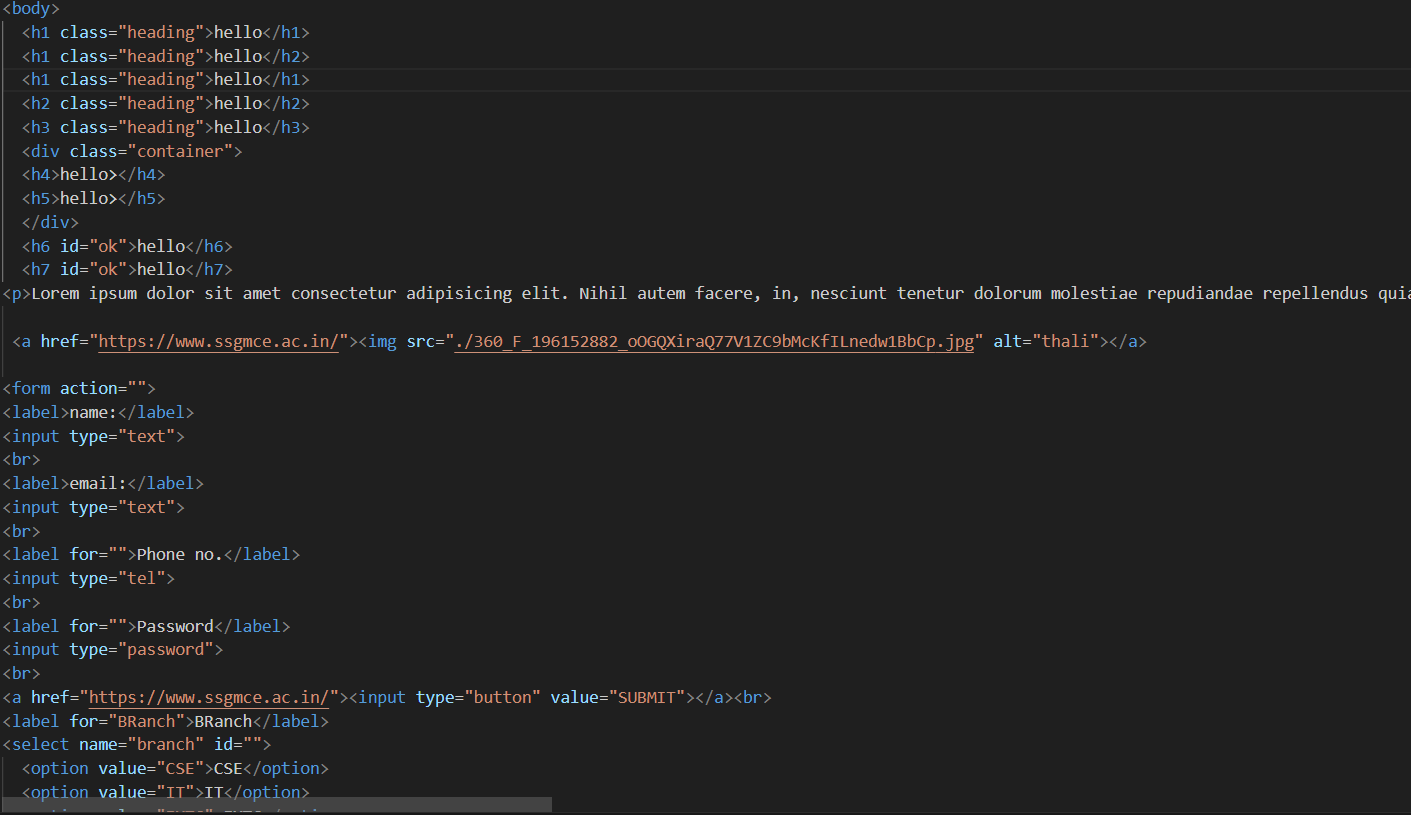 <body>
<h1 class="heading">hello</h1>
<h1 class="heading">hello</h2>
<h1 class="heading">hello</h1>
<h2 class="heading">hello</h2>
<h3 class="heading">hello</h3>
<div class="container">
<h4>hello></h4>
<h5>hello></h5>
</div>
<h6 id="ok">hello</h6>
<h7 id="ok">hello</h7>
<p>Lorem ipsum dolor sit amet consectetur adipisicing elit. Nihil autem facere, in, nesciunt tenetur dolorum molestiae repudiandae repellendus quia
<a href="https://www.ssgmce.ac.in/"><img src="./360_F_196152882_oOGQXiraQ77V1ZC9bMcKfILnedw1BbCp.jpg" alt="thali"></a>
<form action="">
<label>name:</label>
<input type="text">
<br>
<label>email:</label>
<input type="text">
<br>
<label for="">Phone no.</label>
<input type="tel">
<br>
<label for="">Password</label>
<input type="password">
<br>
<a href="https://www.ssgmce.ac.in/"><input type="button" value="SUBMIT"></a><br>
<label for="BRanch">BRanch</label>
<select name="branch" id="">
<option value="CSE">CSE</option>
<option value="IT">IT</option>